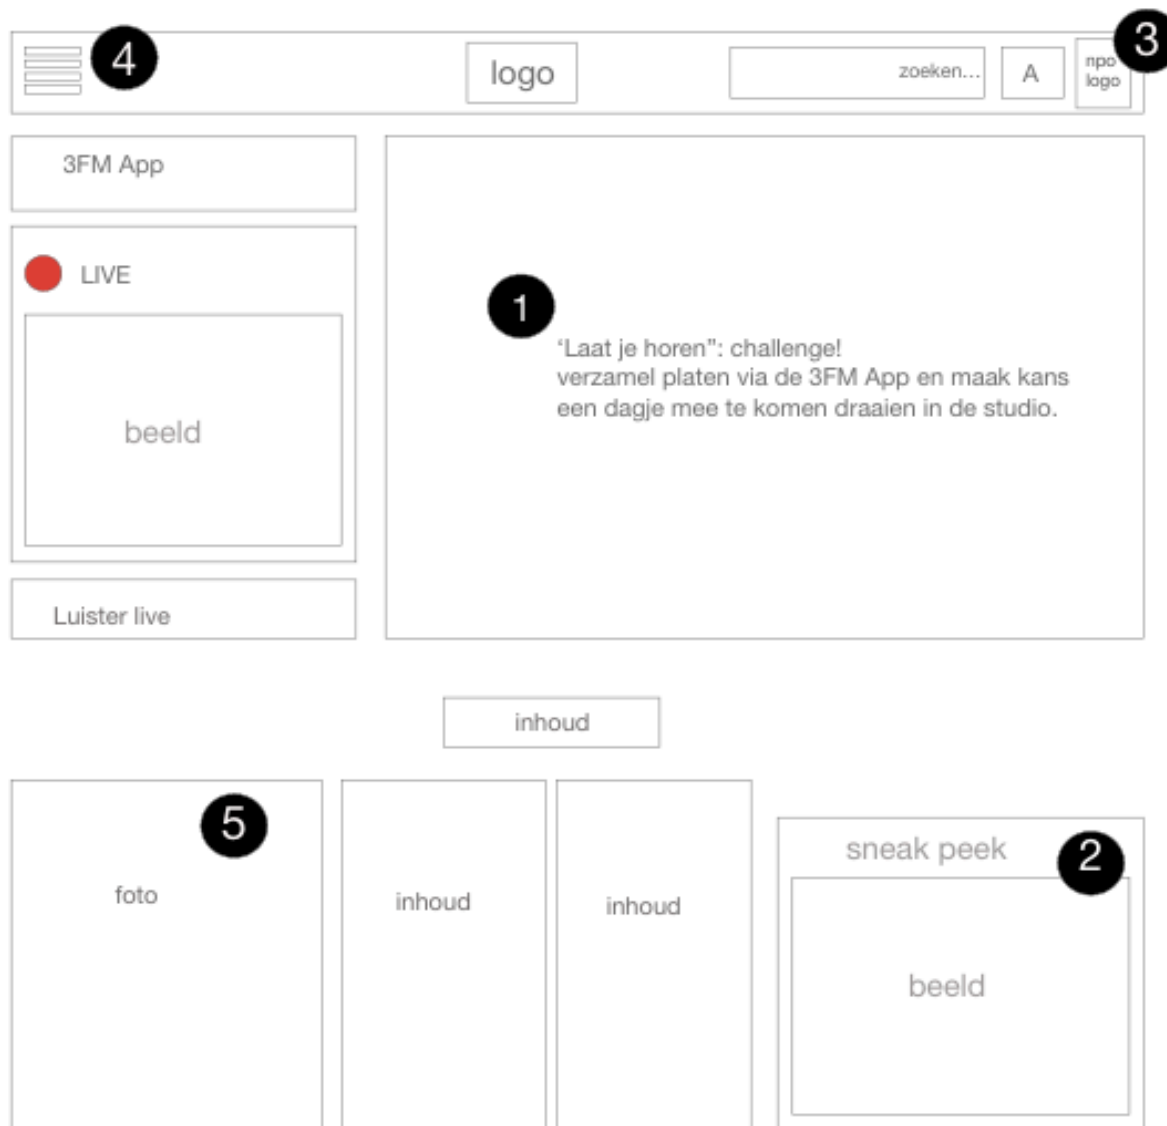 4
logo
zoeken...
A
npo
logo
3
3FM App
LIVE
beeld
Luister live
1
‘Laat je horen”: challenge!
verzamel platen via de 3FM App en maak kans
een dagje mee te komen draaien in de studio.
inhoud
5
foto
inhoud
inhoud
sneak peek
2
beeld